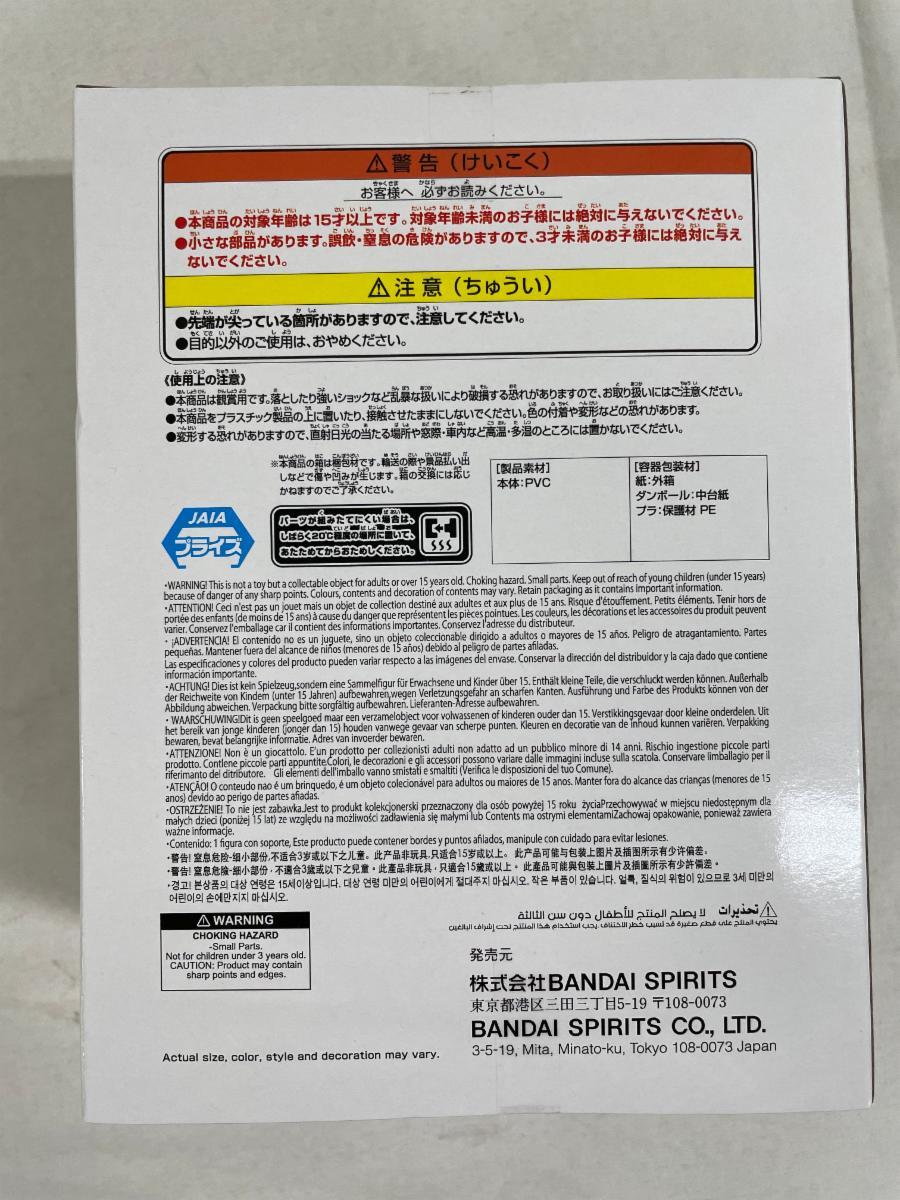 ⚠警告（けいこく）
お客様へ 必ずお読みください。
●本商品の対象年齢は15才以上です。対象年齢未満のお子様には絶対に与えないでください。
●小さな部品があります。誤飲・窒息の危険がありますので、3才未満のお子様には絶対に与え
ないでください。
⚠注意（ちゅうい）
●先端が尖っている箇所がありますので、注意してください。
●目的以外のご使用は、おやめください。
《使用上の注意》
●本商品は観賞用です。落としたり強いショックなど乱暴な扱いにより破損する恐れがありますので、お取り扱いにはご注意ください。
●本商品をプラスチック製品の上に置いたり、接触させたままにしないでください。色の付着や変形などの恐れがあります。
●変形する恐れがありますので、直射日光の当たる場所や窓際・車内など高温・多湿のところには置かないでください。
※本商品の箱は梱包材です。輸送の際や景品払い出
しなどで傷や凹みが生じます。箱の交換には応じ
かねますのでご了承ください。
[製品素材]
本体：PVC
[容器包装材]
紙：外箱
ダンボール：中台紙
プラ：保護材 PE
JAIA
プライズ
パーツが組みたてにくい場合は、
しばらく20℃程度の場所に置いて、
あたためてからおためしください。
・WARNING! This is not a toy but a collectable object for adults or over 15 years old. Choking hazard. Small parts. Keep out of reach of young children (under 15 years)
because of danger of any sharp points. Colours, contents and decoration of contents may vary. Retain packaging as it contains Important information.
・ATTENTION! Ceci n'est pas un jouet mais un objet de collection destiné aux adultes et aux plus de 15 ans. Risque d'étouffement. Petits éléments. Tenir hors de
portée des enfants (de moins de 15 ans) à cause du danger que représentent les pièces pointues. Les couleurs, les décorations et les accessoires du produit peuvent
varier. Conservez l'emballage car il contient des informations importantes. Conservez l'adresse du distributeur.
・¡ADVERTENCIA! El contenido no es un juguete, sino un objeto coleccionable dirigido a adultos o mayores de 15 años. Peligro de atragantamiento. Partes
pequeñas. Mantener fuera del alcance de niños (menores de 15 años) debido al peligro de partes afiladas.
Las especificaciones y colores del producto pueden variar respecto a las imágenes del envase. Conservar la dirección del distribuidor y la caja dado que contiene
información importante.
・ACHTUNG! Dies ist kein Spielzeug,sondern eine Sammelfigur für Erwachsene und Kinder über 15. Enthält kleine Teile, die verschluckt werden können. Außerhalb
der Reichweite von Kindern (unter 15 Jahren) aufbewahren,wegen Verletzungsgefahr an scharfen Kanten. Ausführung und Farbe des Produkts können von der
Abbildung abweichen. Verpackung bitte sorgfältig aufbewahren. Lieferanten-Adresse aufbewahren.
・WAARSCHUWING!Dit is geen speelgoed maar een verzamelobject voor volwassenen of kinderen ouder dan 15. Verstikkingsgevaar door kleine onderdelen. Uit
het bereik van jonge kinderen (jonger dan 15) houden vanwege gevaar van scherpe punten. Kleuren en decoratie van de inhoud kunnen variëren. Verpakking
bewaren, bevat belangrijke informatie. Adres van invoerder bewaren.
・ATTENZIONE! Non è un giocattolo. E'un prodotto per collezionisti adulti non adatto ad un pubblico minore di 14 anni. Rischio ingestione piccole parti
prodotto. Contiene piccole parti appuntite.Colori, le decorazioni e gli accessori possono variare dalle immagini incluse sulla scatola. Conservare limballagio per il
riferimanto del ditributore. Gli elementi dell'imballo vanno smistati e smaltiti (Verifica le disposizioni del tuo Comune).
・ATENÇÃO! O conteudo nao é um brinquedo, è um objeto colecionável para adultos ou maiores de 15 anos. Manter fora do alcance das crianças (menores de 15
anos) devido ao perigo de partes afiadas.
・OSTRZEŻENIE! To nie jest zabawka.Jest to produkt kolekcjonerski przeznaczony dla osób powyżej 15 roku życiaPrzechowywać w miejscu niedostępnym dla
małych dzieci (poniżej 15 lat) ze względu na możliwości zadławienia się małymi lub Contents ma ostrymi elementamiZachowaj opakowanie, ponieważ zawiera
ważne informacje.
・Contenido: 1 figura con soporte, Este producto puede contener bordes y puntos afilados, manipule con cuidado para evitar lesiones.
・警告! 窒息危险-细小部份，不适合3岁或以下之儿童。此产品非玩具，只适合15岁或以上。此产品可能与包装上图片及插图所示有少许偏差。
・警告! 窒息危險-細小部份，不適合3歲或以下之兒童。此產品非玩具，只適合15歲或以上。此產品可能與包裝上圖片及插圖所示有少許偏差。
・경고! 본상품의 대상 연령은 15세이상입니다. 대상 연령 미만의 어린이에게 절대주지 마십시오. 작은 부품이 있습니다. 얼룩, 질식의 위험이 있으므로 3세 미만의
어린이의 손에만지지 마십시오.
⚠ WARNING
CHOKING HAZARD
-Small Parts.
Not for children under 3 years old.
CAUTION: Product may contain
sharp points and edges.
⚠تحذيرات لا يصلح المنتج للأطفال دون سن الثالثة
يحتوي المنتج على قطع صغيرة قد تسبب خطر الاختناق. يجب استخدام هذا المنتج تحت إشراف البالغين
発売元
株式会社BANDAI SPIRITS
東京都港区三田三丁目5-19 〒108-0073
BANDAI SPIRITS CO., LTD.
3-5-19, Mita, Minato-ku, Tokyo 108-0073 Japan
Actual size, color, style and decoration may vary.